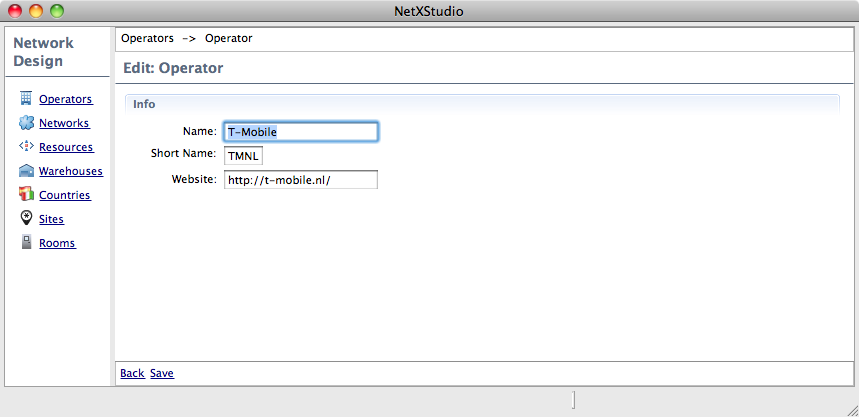 NetXStudio
Network
Design
Operators
Networks
Resources
Warehouses
Countries
Sites
Rooms
Operators -> Operator
Edit: Operator
Info
Name: T-Mobile
Short Name: TMNL
Website: http://t-mobile.nl/
Back Save